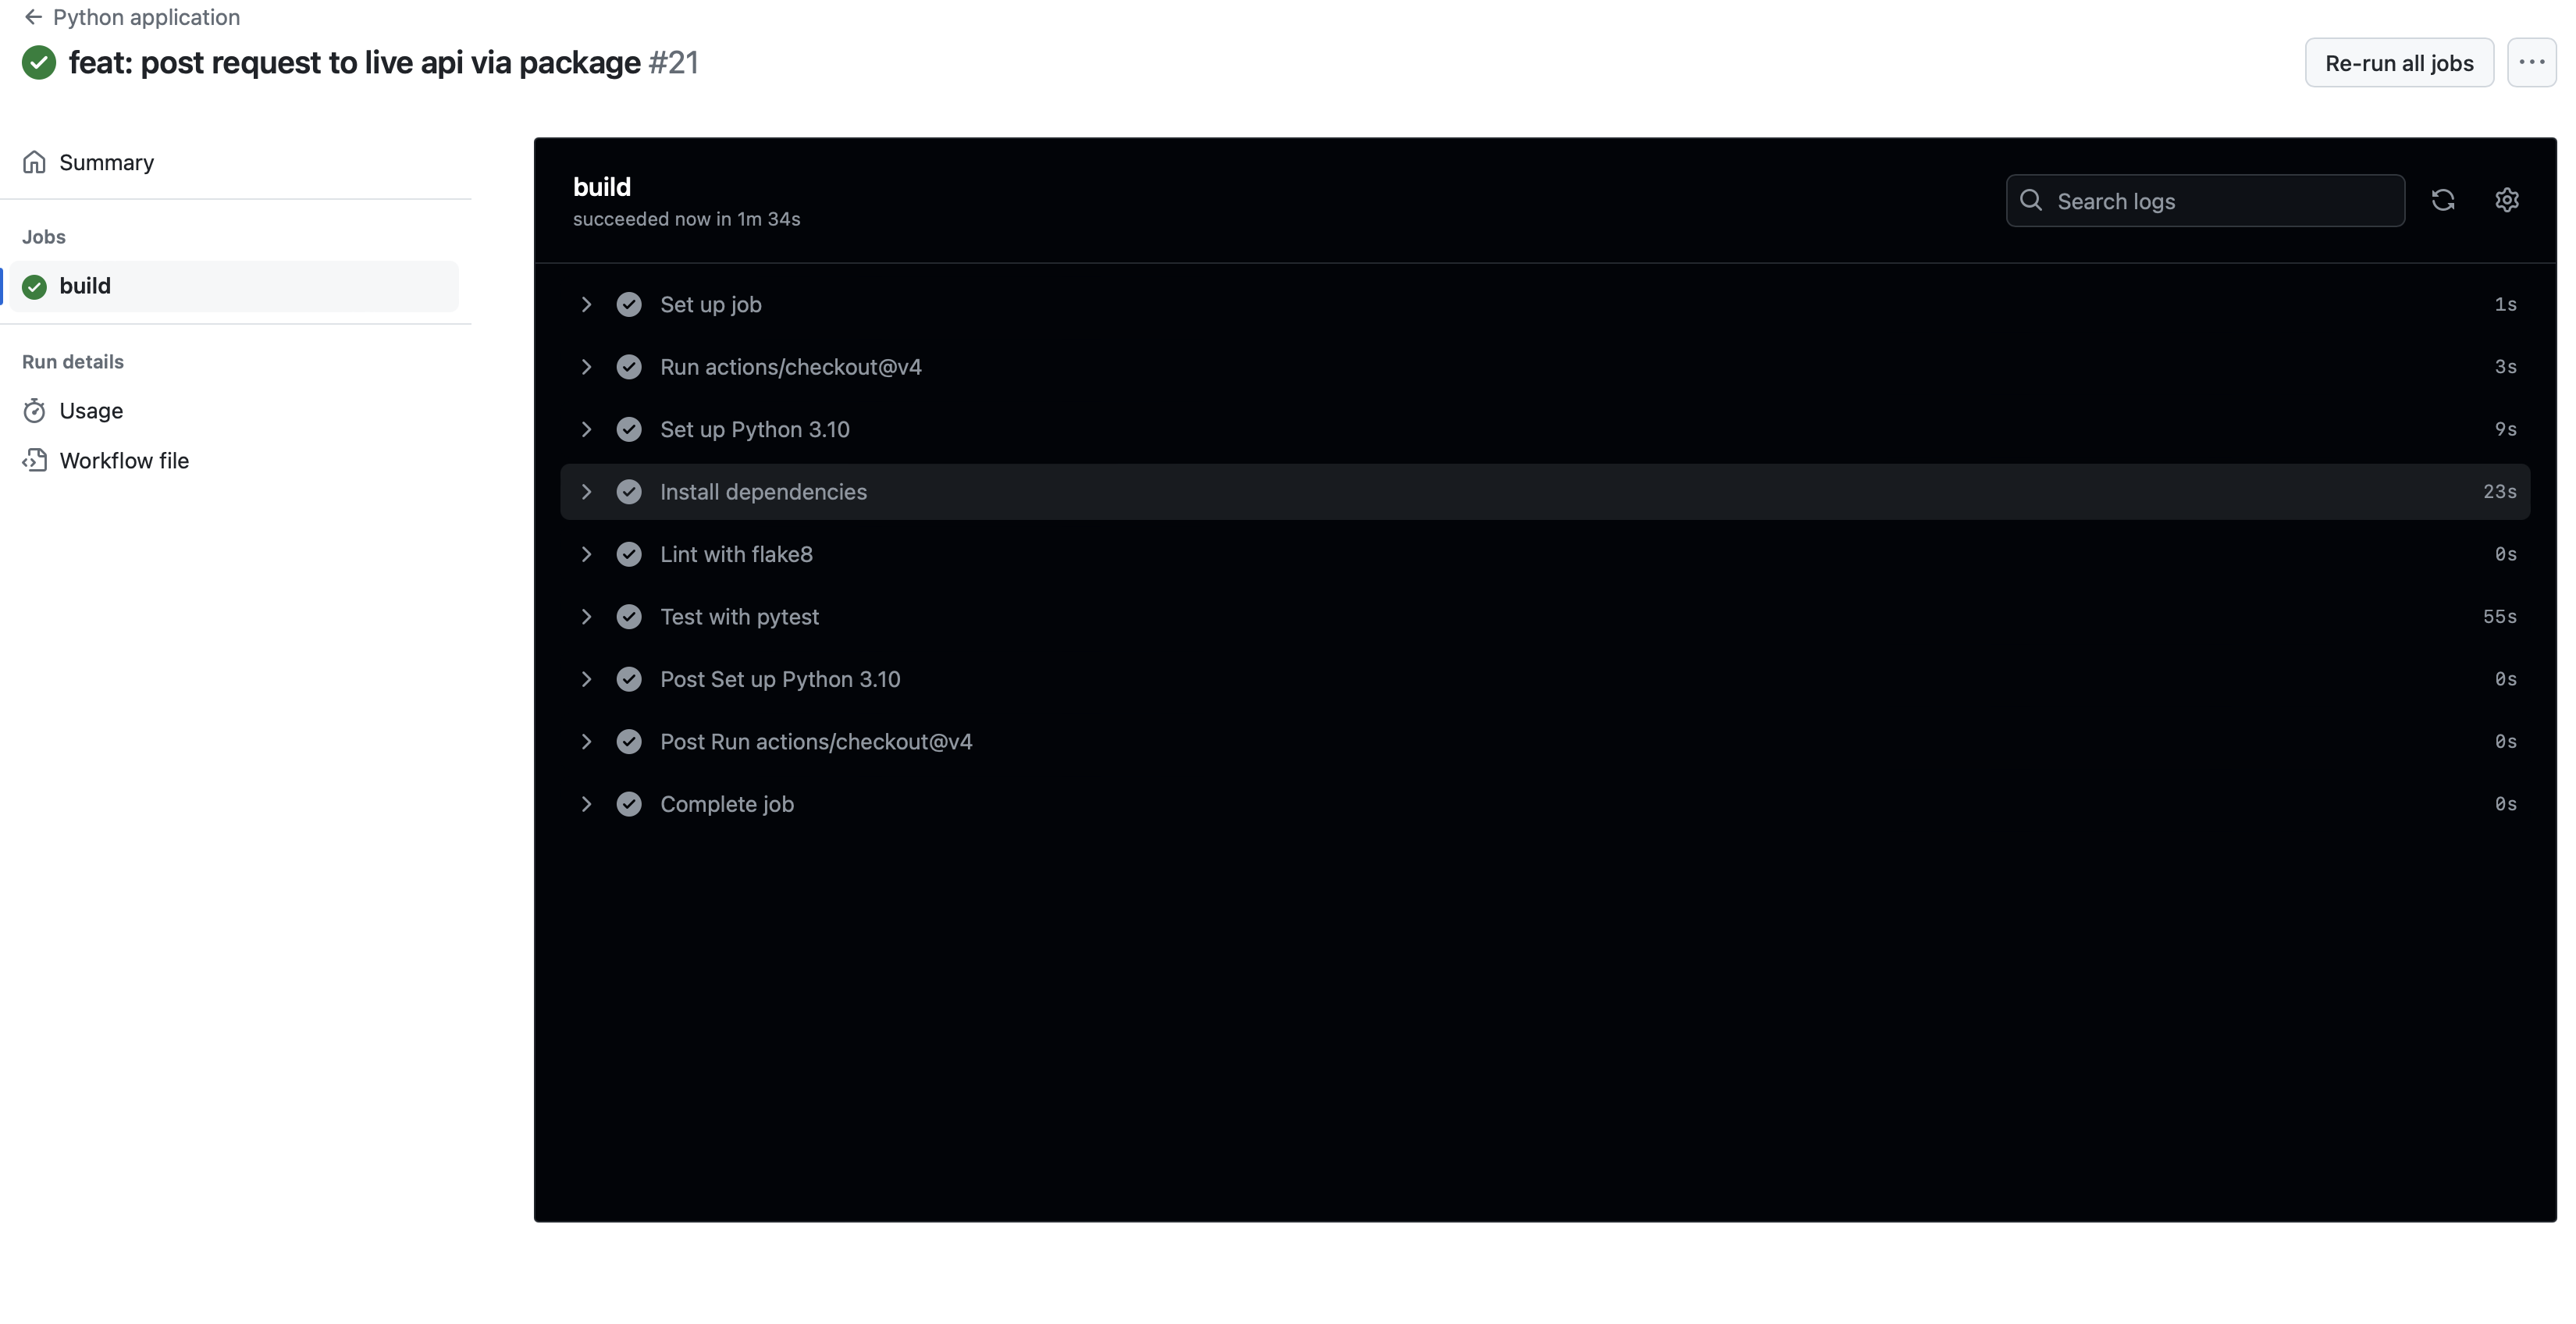 Python application
feat: post request to live api via package #21
Re-run all jobs
Summary
Jobs
build
Run details
Usage
Workflow file
build
succeeded now in 1m 34s
Search logs
Set up job 1s
Run actions/checkout@v4 3s
Set up Python 3.10 9s
Install dependencies 23s
Lint with flake8 0s
Test with pytest 55s
Post Set up Python 3.10 0s
Post Run actions/checkout@v4 0s
Complete job 0s